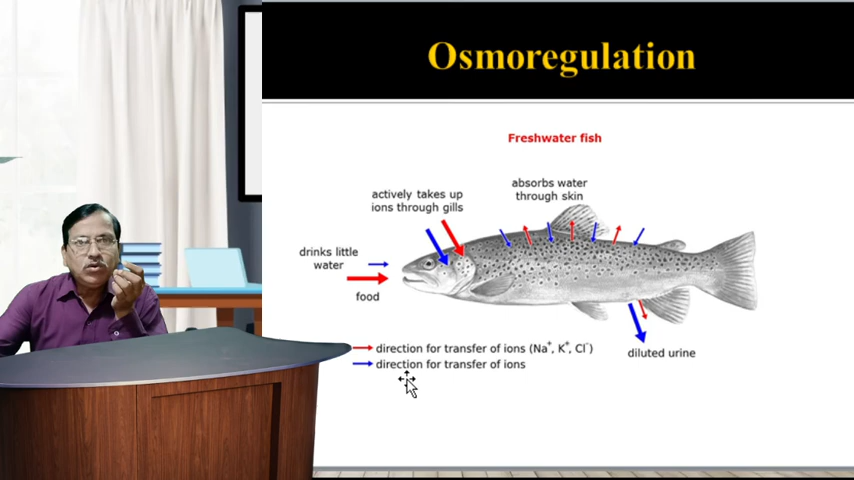 Osmoregulation
Freshwater fish
actively takes up
ions through gills
absorbs water
through skin
drinks little
water
food
diluted urine
direction for transfer of ions (Na⁺, K⁺, Cl⁻)
direction for transfer of ions